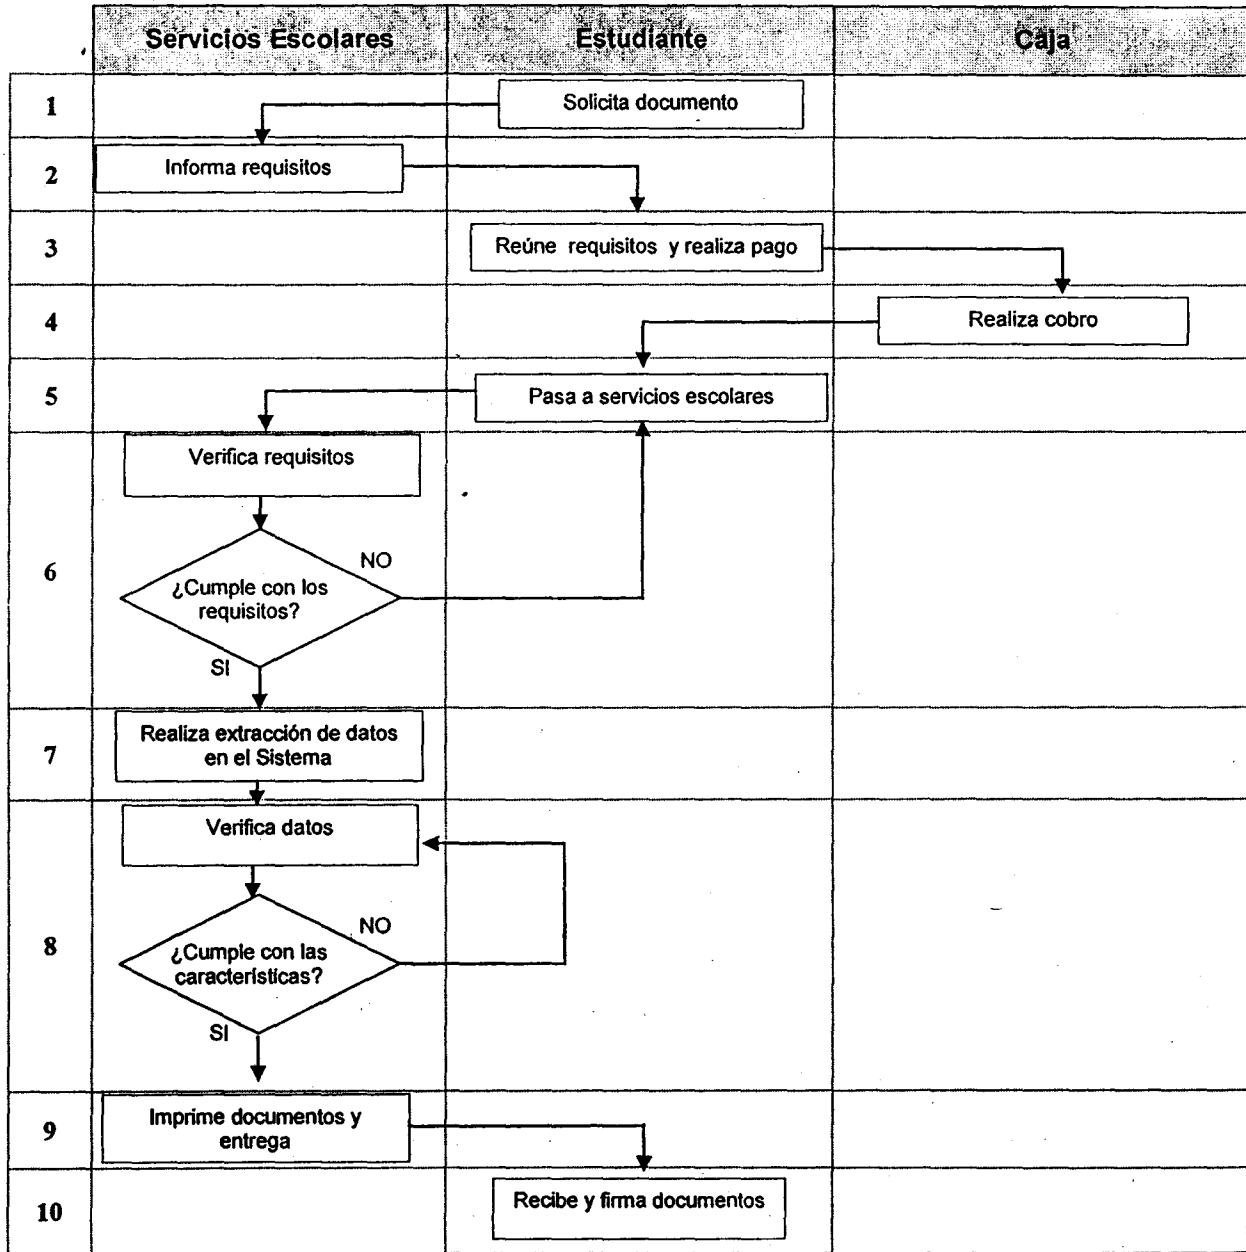 Servicios Escolares
Estudiante
Caja
1
Solicita documento
2
Informa requisitos
3
Reúne requisitos y realiza pago
4
Realiza cobro
5
Pasa a servicios escolares
6
Verifica requisitos
¿Cumple con los
requisitos?
NO
SI
7
Realiza extracción de datos
en el Sistema
8
Verifica datos
¿Cumple con las
características?
NO
SI
9
Imprime documentos y
entrega
10
Recibe y firma documentos